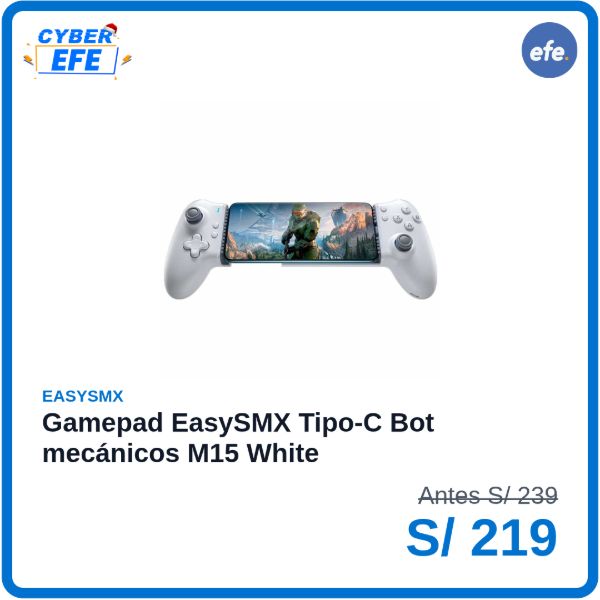 CYBER
EFE
efe.
EASYSMX
Gamepad EasySMX Tipo-C Bot
mecánicos M15 White
Antes S/ 239
S/ 219